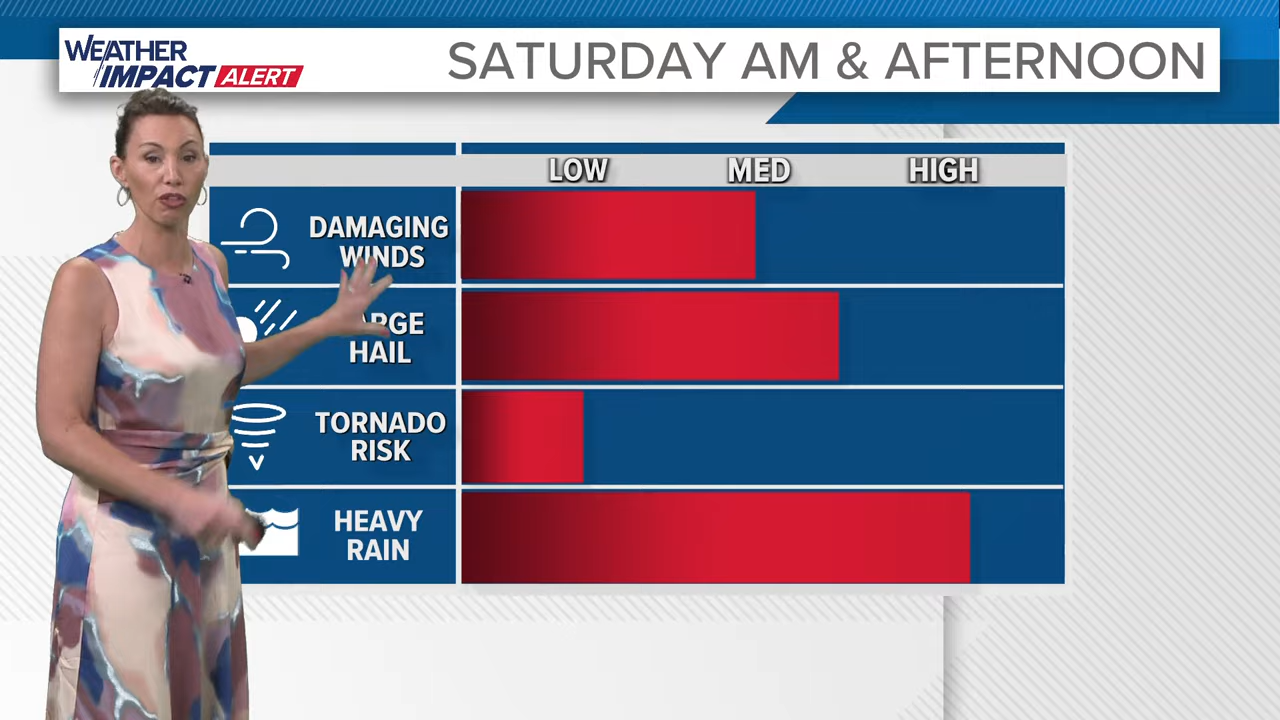 WEATHER
IMPACT ALERT
SATURDAY AM & AFTERNOON
LOW MED HIGH
DAMAGING
WINDS
HAIL
TORNADO
RISK
HEAVY
RAIN